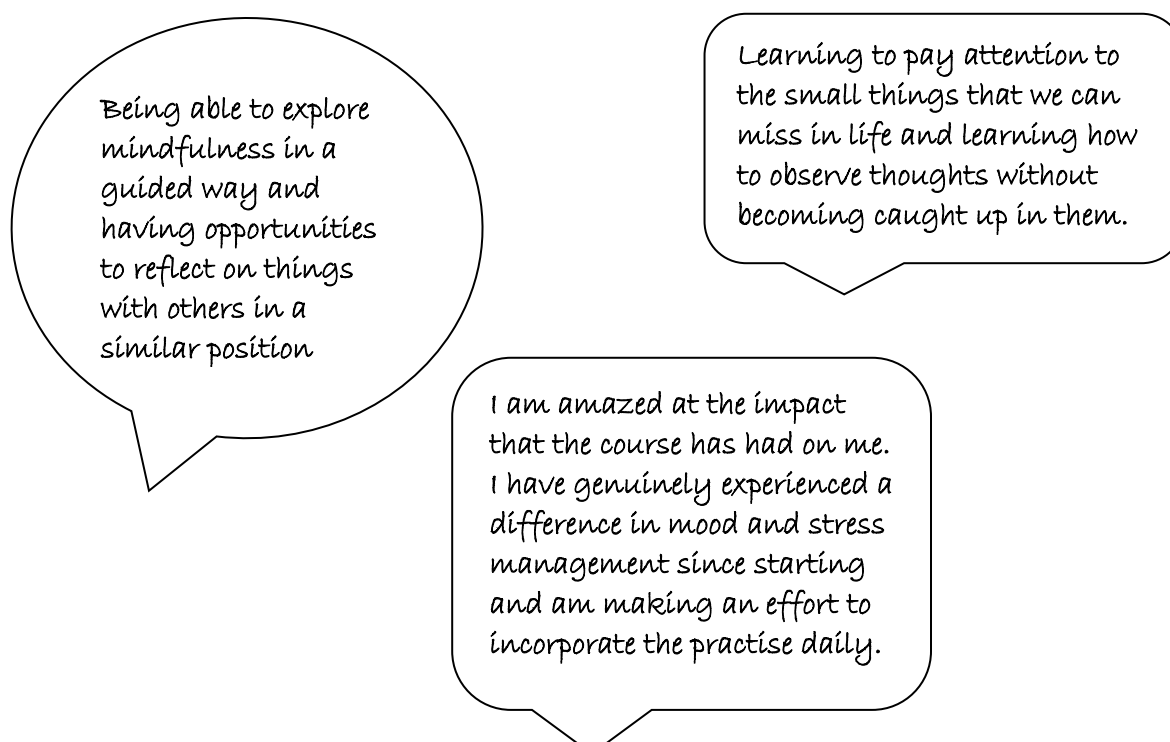 Being able to explore
mindfulness in a
guided way and
having opportunities
to reflect on things
with others in a
similar position
Learning to pay attention to
the small things that we can
miss in life and learning how
to observe thoughts without
becoming caught up in them.
I am amazed at the impact
that the course has had on me.
I have genuinely experienced a
difference in mood and stress
management since starting
and am making an effort to
incorporate the practise daily.